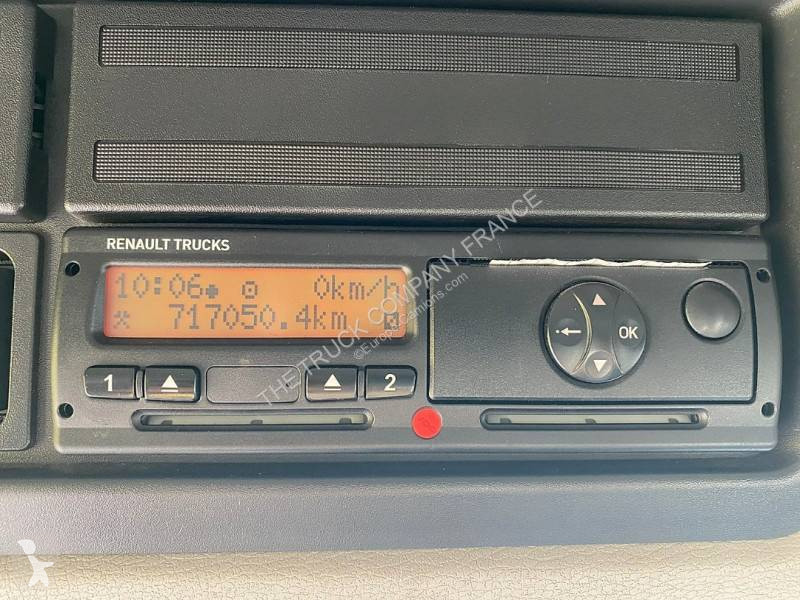 RENAULT TRUCKS
10:06 0km/h
717050.4km
1 2
OK
THE TRUCK COMPANY FRANCE
©Europe-Camions.com